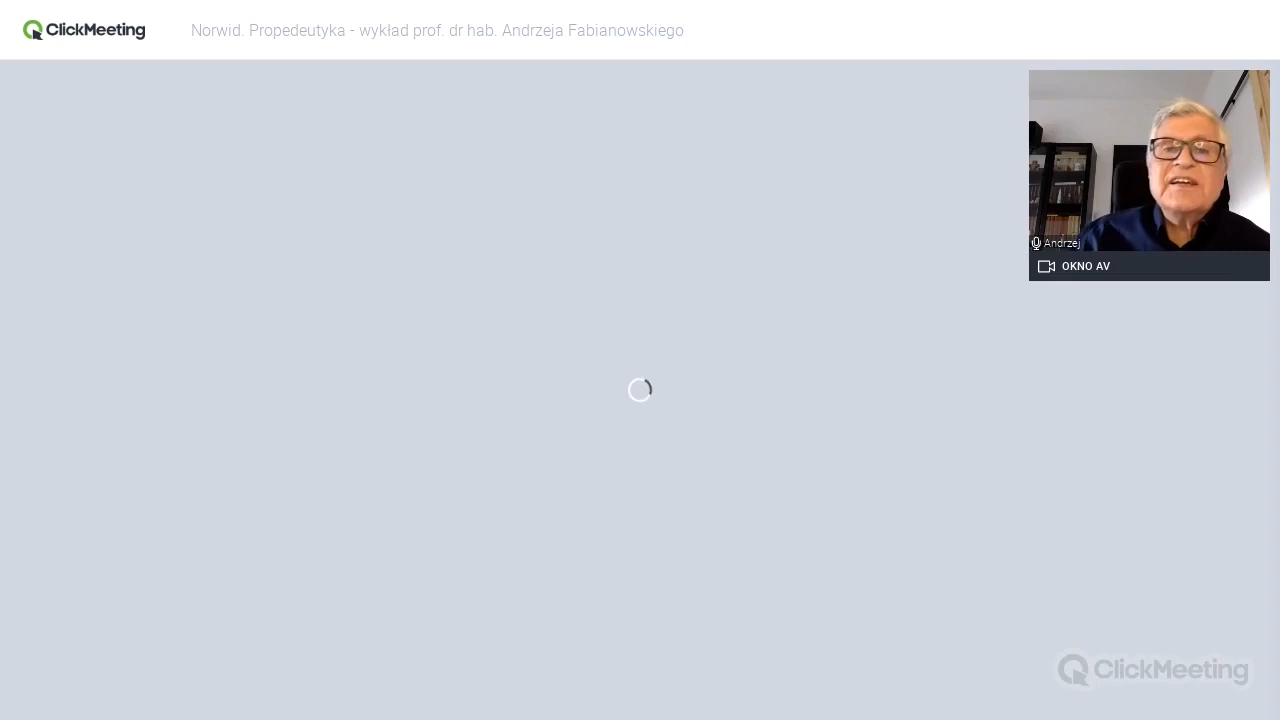 ClickMeeting
Norwid. Propedeutyka - wykład prof. dr hab. Andrzeja Fabianowskiego
Andrzej
OKNO AV
ClickMeeting